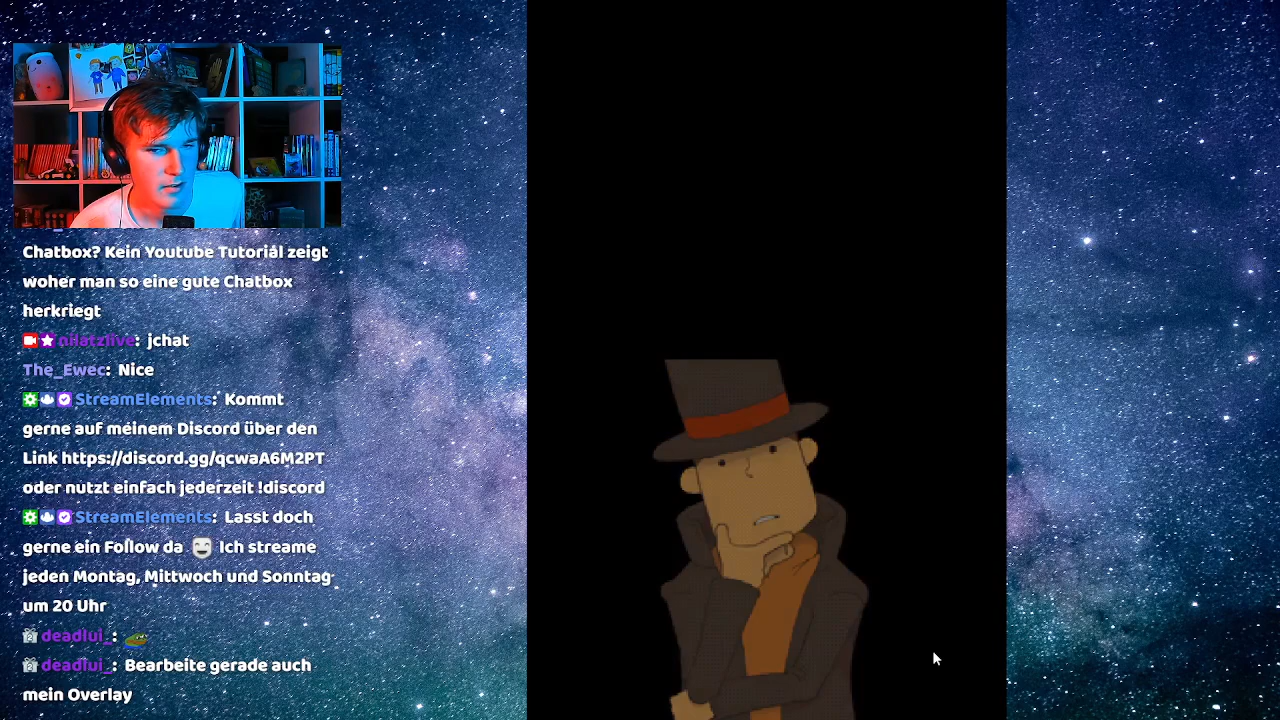 Chatbox? Kein Youtube Tutorial zeigt
woher man so eine gute Chatbox
herkriegt
nilatzlive: jchat
The_Ewec: Nice
StreamElements: Kommt
gerne auf meinem Discord über den
Link https://discord.gg/qcwaA6M2PT
oder nutzt einfach jederzeit !discord
StreamElements: Lasst doch
gerne ein Follow da Ich streame
jeden Montag, Mittwoch und Sonntag
um 20 Uhr
deadlui_:
deadlui_: Bearbeite gerade auch
mein Overlay